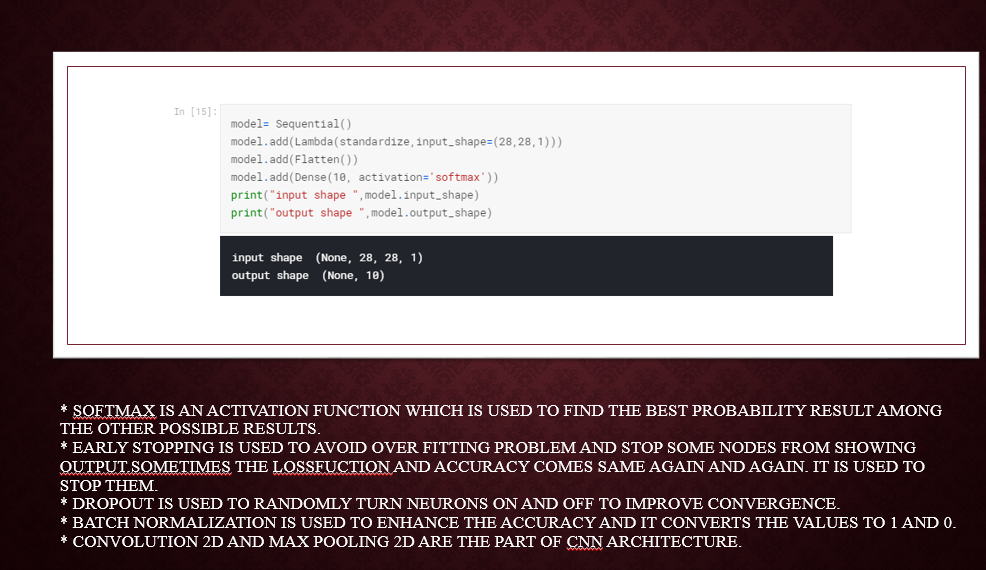 In [15]:
model= Sequential()
model.add(Lambda(standardize,input_shape=(28,28,1)))
model.add(Flatten())
model.add(Dense(10, activation='softmax'))
print("input shape ",model.input_shape)
print("output shape ",model.output_shape)
input shape  (None, 28, 28, 1)
output shape  (None, 10)
* SOFTMAX IS AN ACTIVATION FUNCTION WHICH IS USED TO FIND THE BEST PROBABILITY RESULT AMONG
THE OTHER POSSIBLE RESULTS.
* EARLY STOPPING IS USED TO AVOID OVER FITTING PROBLEM AND STOP SOME NODES FROM SHOWING
OUTPUT.SOMETIMES THE LOSSFUCTION AND ACCURACY COMES SAME AGAIN AND AGAIN. IT IS USED TO
STOP THEM.
* DROPOUT IS USED TO RANDOMLY TURN NEURONS ON AND OFF TO IMPROVE CONVERGENCE.
* BATCH NORMALIZATION IS USED TO ENHANCE THE ACCURACY AND IT CONVERTS THE VALUES TO 1 AND 0.
* CONVOLUTION 2D AND MAX POOLING 2D ARE THE PART OF CNN ARCHITECTURE.